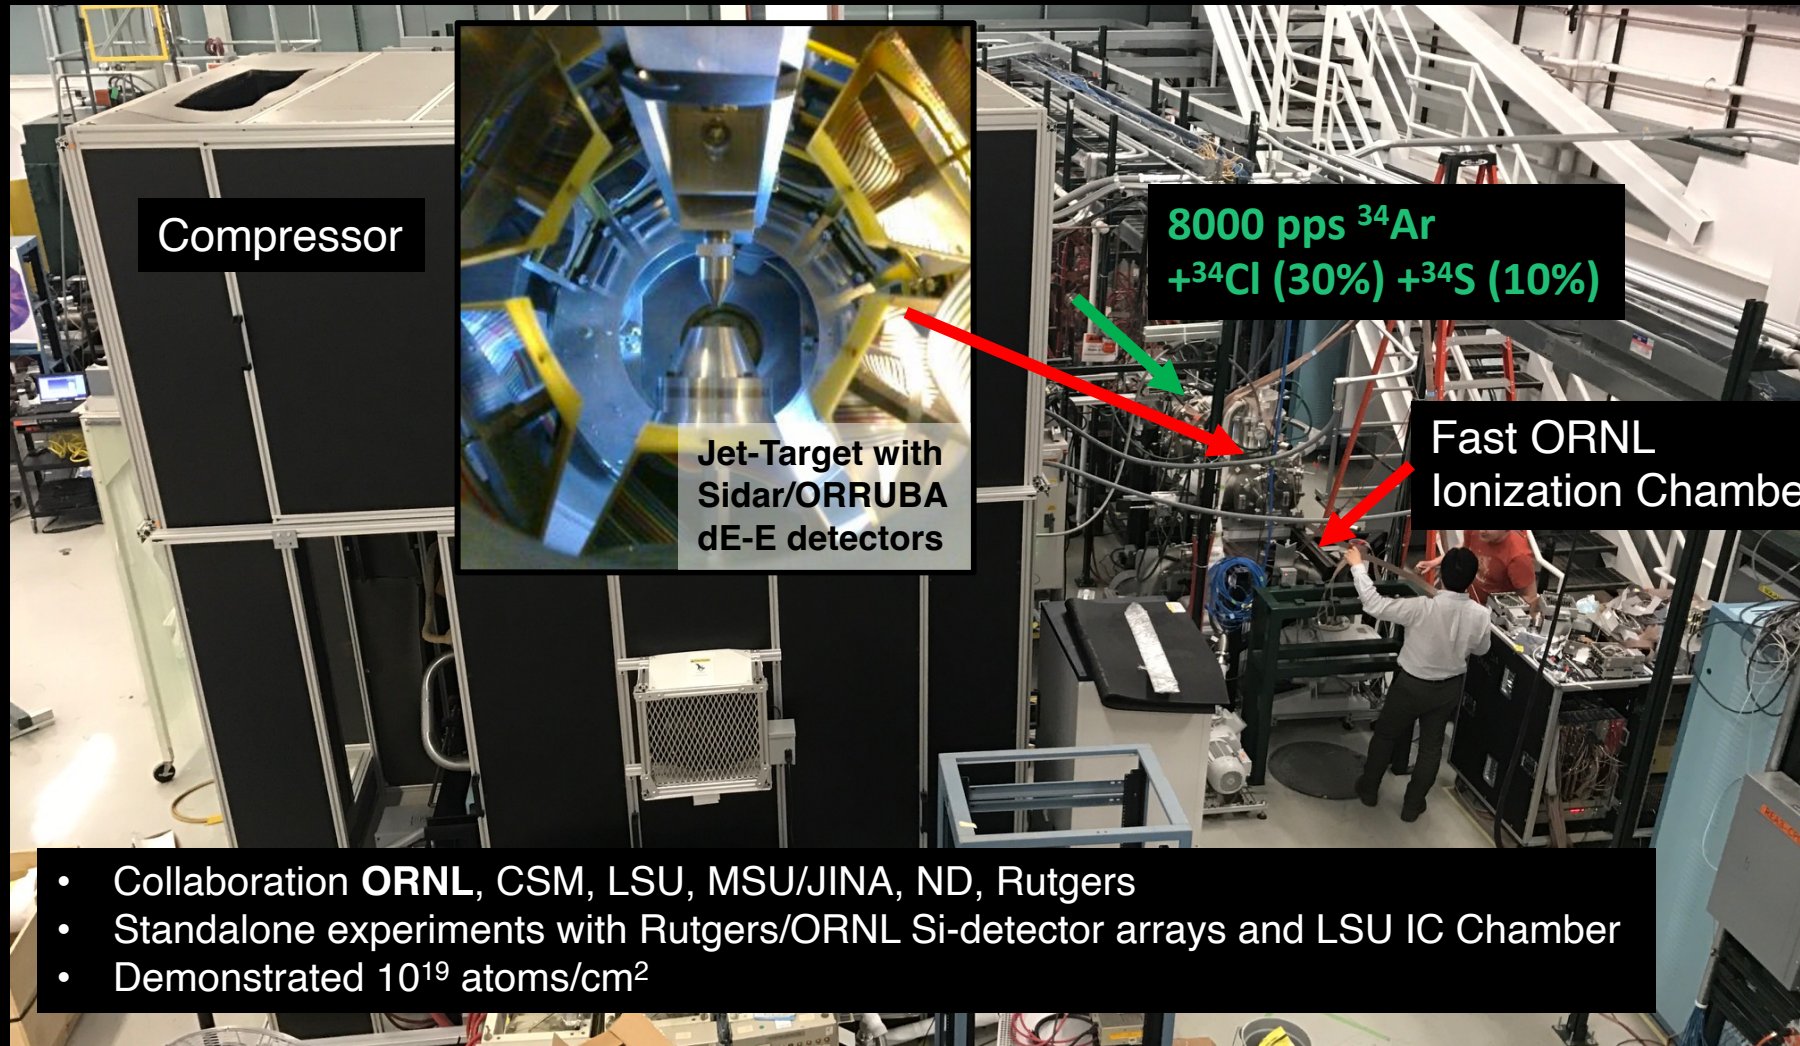 Compressor
Jet-Target with
Sidar/ORRUBA
dE-E detectors
8000 pps ³⁴Ar
+³⁴Cl (30%) +³⁴S (10%)
Fast ORNL
Ionization Chambe
• Collaboration ORNL, CSM, LSU, MSU/JINA, ND, Rutgers
• Standalone experiments with Rutgers/ORNL Si-detector arrays and LSU IC Chamber
• Demonstrated 10¹⁹ atoms/cm²